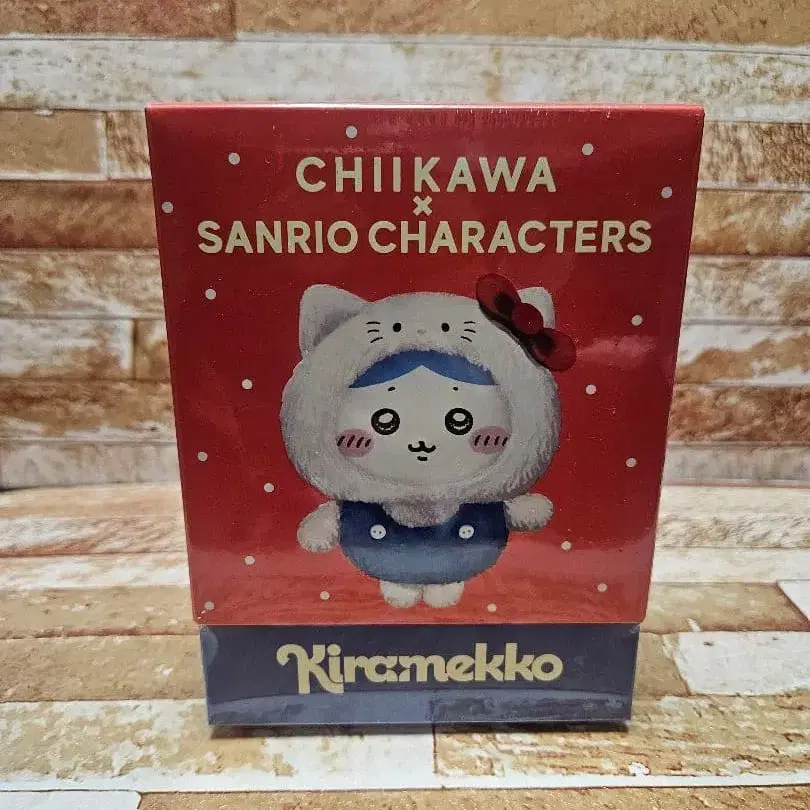 CHIIKAWA
×
SANRIO CHARACTERS
Kiramekko